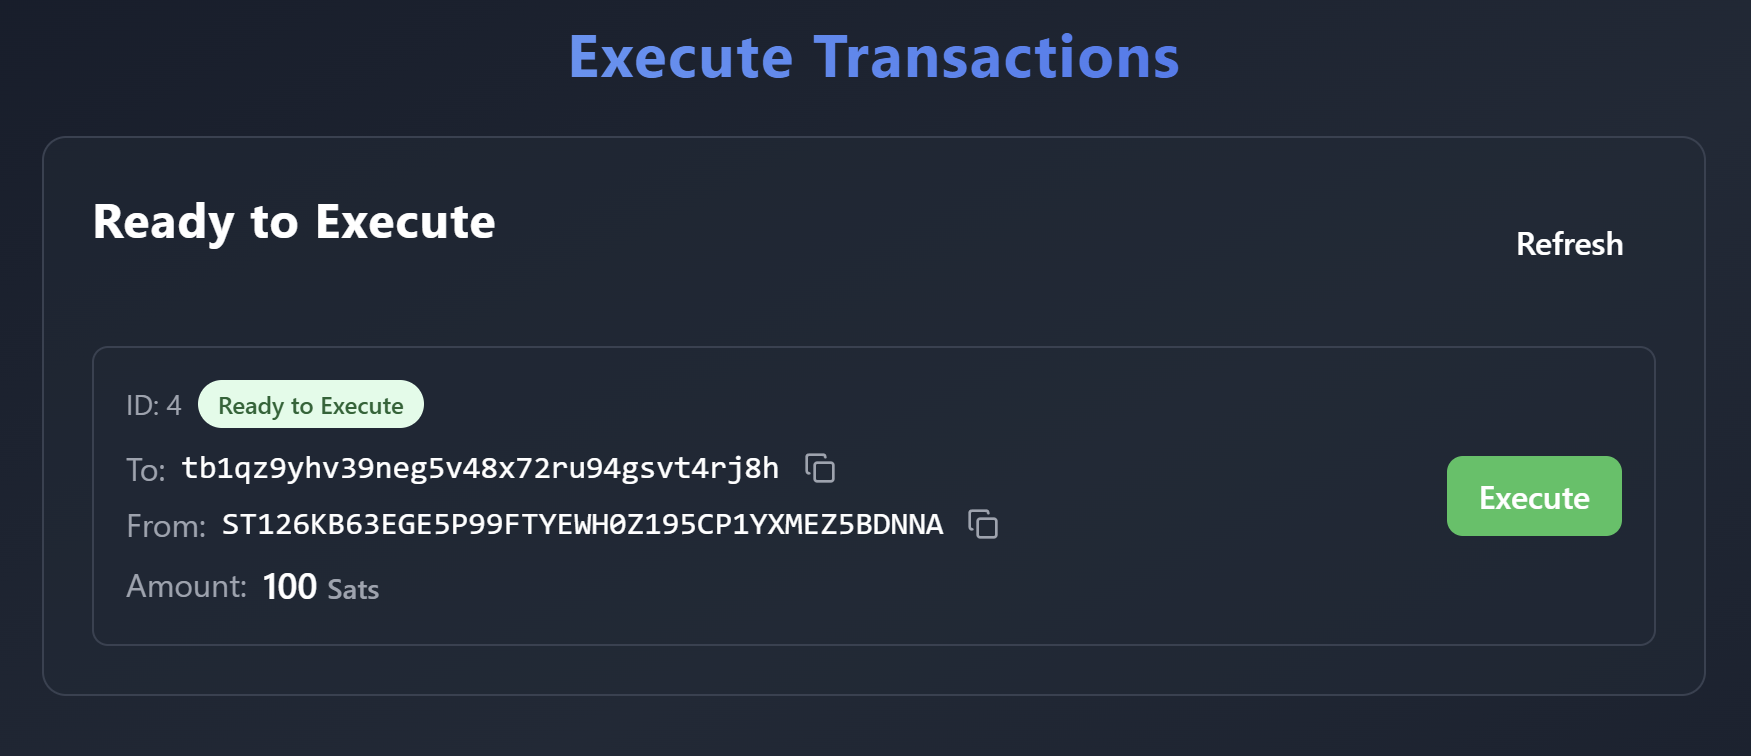 Execute Transactions
Ready to Execute
Refresh
ID: 4 Ready to Execute
To: tb1qz9yhv39neg5v48x72ru94gsvt4rj8h
From: ST126KB63EGE5P99FTYEWH0Z195CP1YXMEZ5BDNNA
Execute
Amount: 100 Sats